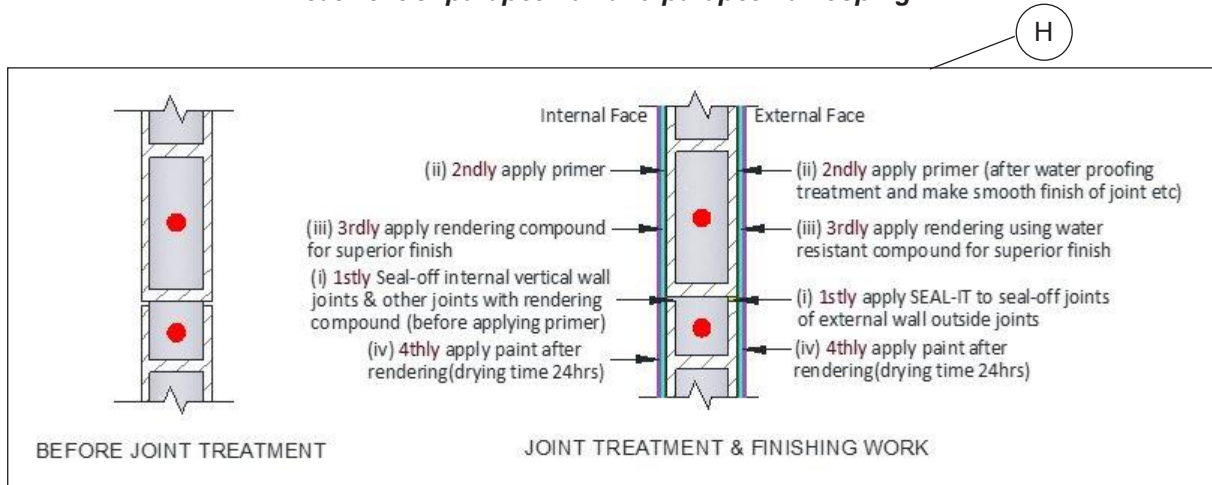 H
Internal Face
External Face
(ii) 2ndly apply primer
(iii) 3rdly apply rendering compound
for superior finish
(i) 1stly Seal-off internal vertical wall
joints & other joints with rendering
compound (before applying primer)
(iv) 4thly apply paint after
rendering(drying time 24hrs)
(ii) 2ndly apply primer (after water proofing
treatment and make smooth finish of joint etc)
(iii) 3rdly apply rendering using water
resistant compound for superior finish
(i) 1stly apply SEAL-IT to seal-off joints
of external wall outside joints
(iv) 4thly apply paint after
rendering(drying time 24hrs)
BEFORE JOINT TREATMENT
JOINT TREATMENT & FINISHING WORK